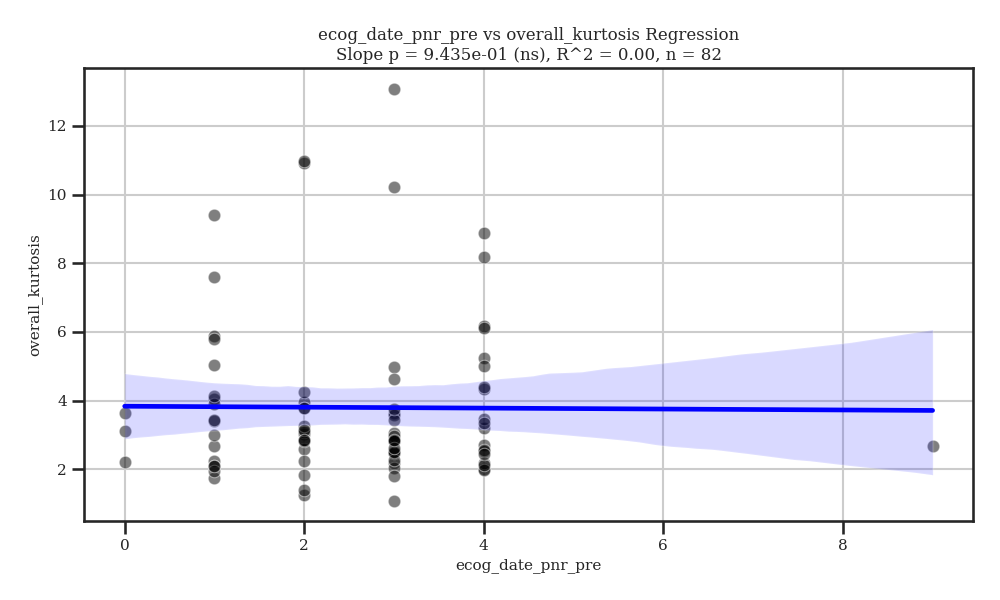 ecog_date_pnr_pre vs overall_kurtosis Regression
Slope p = 9.435e-01 (ns), R^2 = 0.00, n = 82
overall_kurtosis
12
10
8
6
4
2
0
2
4
6
8
ecog_date_pnr_pre